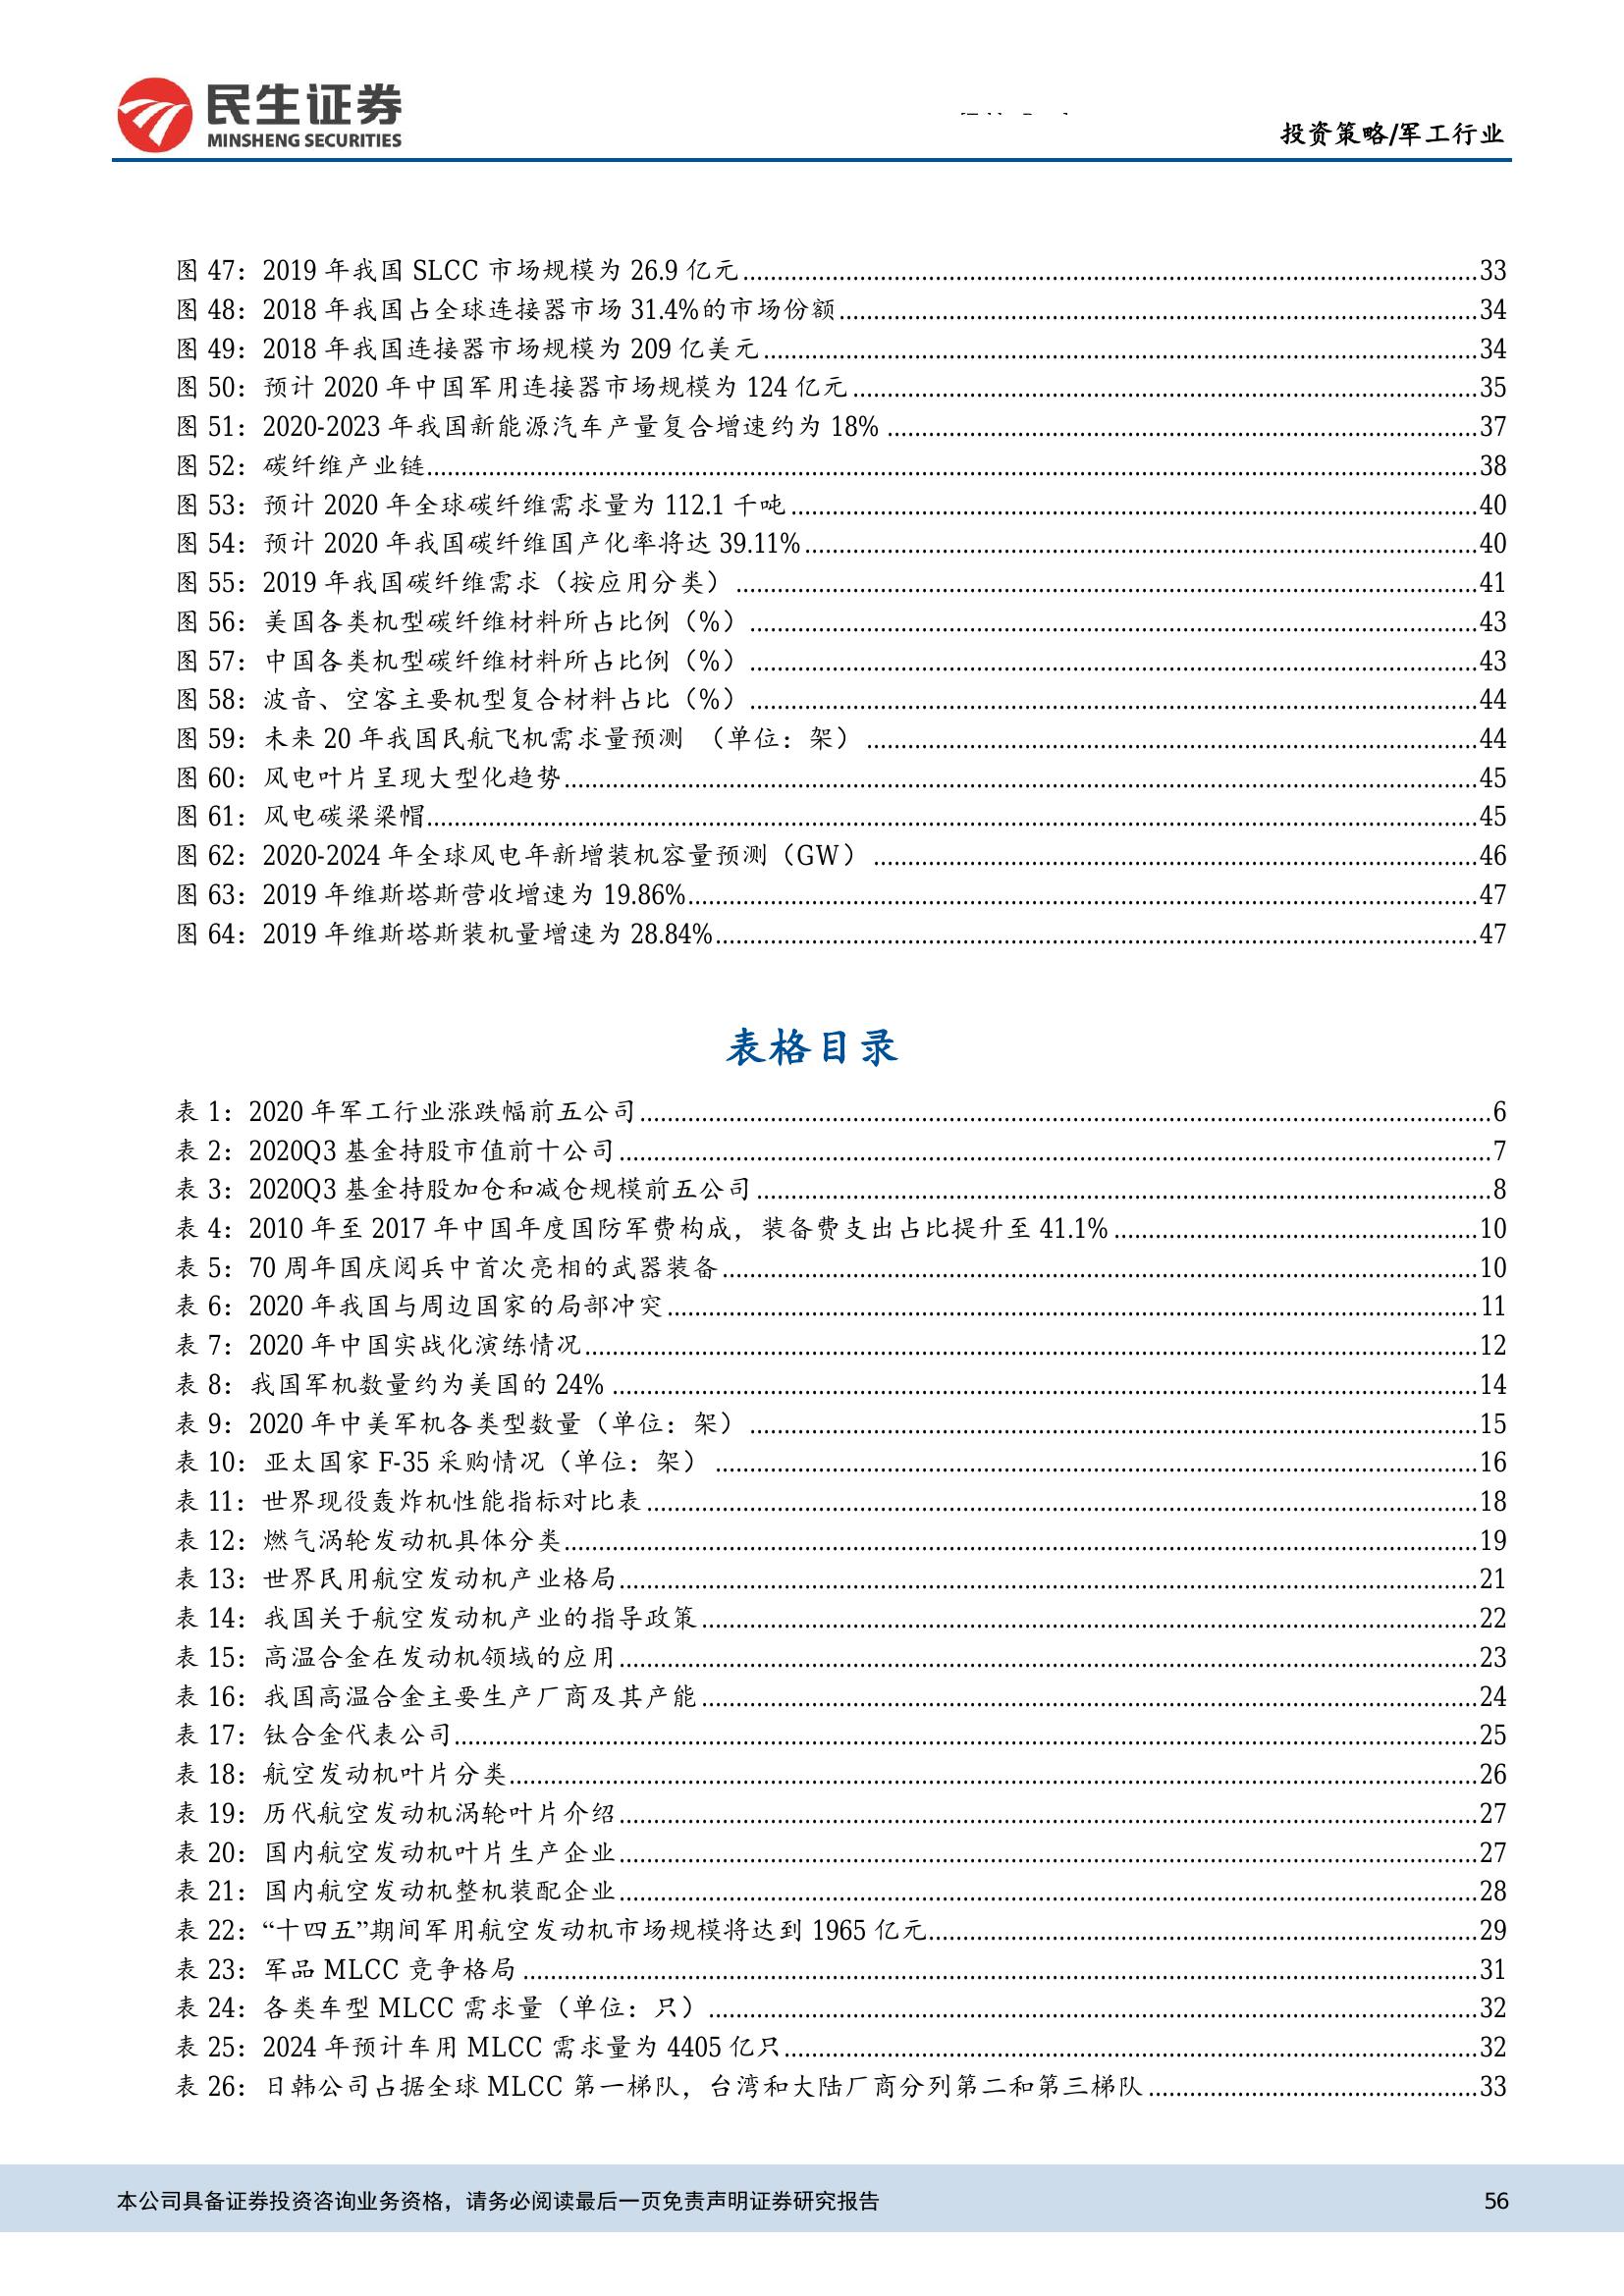 民生证券
MINSHENG SECURITIES
投资策略/军工行业
图 47：2019 年我国 SLCC 市场规模为 26.9 亿元......33
图 48：2018 年我国占全球连接器市场 31.4%的市场份额......34
图 49：2018 年我国连接器市场规模为 209 亿美元......34
图 50：预计 2020 年中国军用连接器市场规模为 124 亿元......35
图 51：2020-2023 年我国新能源汽车产量复合增速约为 18%......37
图 52：碳纤维产业链......38
图 53：预计 2020 年全球碳纤维需求量为 112.1 千吨......40
图 54：预计 2020 年我国碳纤维国产化率将达 39.11%......40
图 55：2019 年我国碳纤维需求（按应用分类）......41
图 56：美国各类机型碳纤维材料所占比例（%）......43
图 57：中国各类机型碳纤维材料所占比例（%）......43
图 58：波音、空客主要机型复合材料占比（%）......44
图 59：未来 20 年我国民航飞机需求量预测 （单位：架）......44
图 60：风电叶片呈现大型化趋势......45
图 61：风电碳梁梁帽......45
图 62：2020-2024 年全球风电年新增装机容量预测（GW）......46
图 63：2019 年维斯塔斯营收增速为 19.86%......47
图 64：2019 年维斯塔斯装机量增速为 28.84%......47
表格目录
表 1：2020 年军工行业涨跌幅前五公司......6
表 2：2020Q3 基金持股市值前十公司......7
表 3：2020Q3 基金持股加仓和减仓规模前五公司......8
表 4：2010 年至 2017 年中国年度国防军费构成，装备费支出占比提升至 41.1%......10
表 5：70 周年国庆阅兵中首次亮相的武器装备......10
表 6：2020 年我国与周边国家的局部冲突......11
表 7：2020 年中国实战化演练情况......12
表 8：我国军机数量约为美国的 24%......14
表 9：2020 年中美军机各类型数量（单位：架）......15
表 10：亚太国家 F-35 采购情况（单位：架）......16
表 11：世界现役轰炸机性能指标对比表......18
表 12：燃气涡轮发动机具体分类......19
表 13：世界民用航空发动机产业格局......21
表 14：我国关于航空发动机产业的指导政策......22
表 15：高温合金在发动机领域的应用......23
表 16：我国高温合金主要生产厂商及其产能......24
表 17：钛合金代表公司......25
表 18：航空发动机叶片分类......26
表 19：历代航空发动机涡轮叶片介绍......27
表 20：国内航空发动机叶片生产企业......27
表 21：国内航空发动机整机装配企业......28
表 22：“十四五”期间军用航空发动机市场规模将达到 1965 亿元......29
表 23：军品 MLCC 竞争格局......31
表 24：各类车型 MLCC 需求量（单位：只）......32
表 25：2024 年预计车用 MLCC 需求量为 4405 亿只......32
表 26：日韩公司占据全球 MLCC 第一梯队，台湾和大陆厂商分列第二和第三梯队......33
本公司具备证券投资咨询业务资格，请务必阅读最后一页免责声明证券研究报告 56